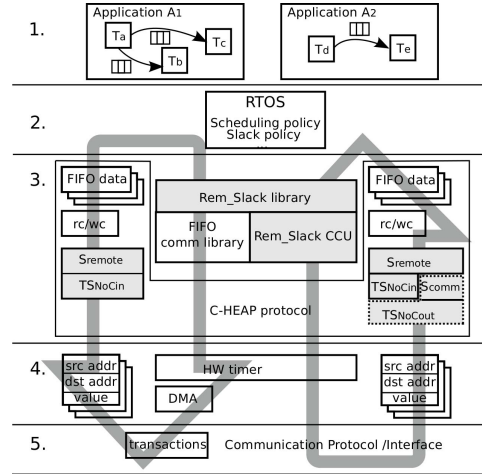 1.
Application A1
Ta
Tc
Tb
Application A2
Td
Te
2.
RTOS
Scheduling policy
Slack policy
...
3.
FIFO data
rc/wc
Sremote
TSNoCin
Rem_Slack library
FIFO
comm library
Rem_Slack CCU
C-HEAP protocol
FIFO data
rc/wc
Sremote
TSNoCin
Scomm
TSNoCout
4.
src addr
dst addr
value
HW timer
DMA
src addr
dst addr
value
5.
transactions
Communication Protocol /Interface